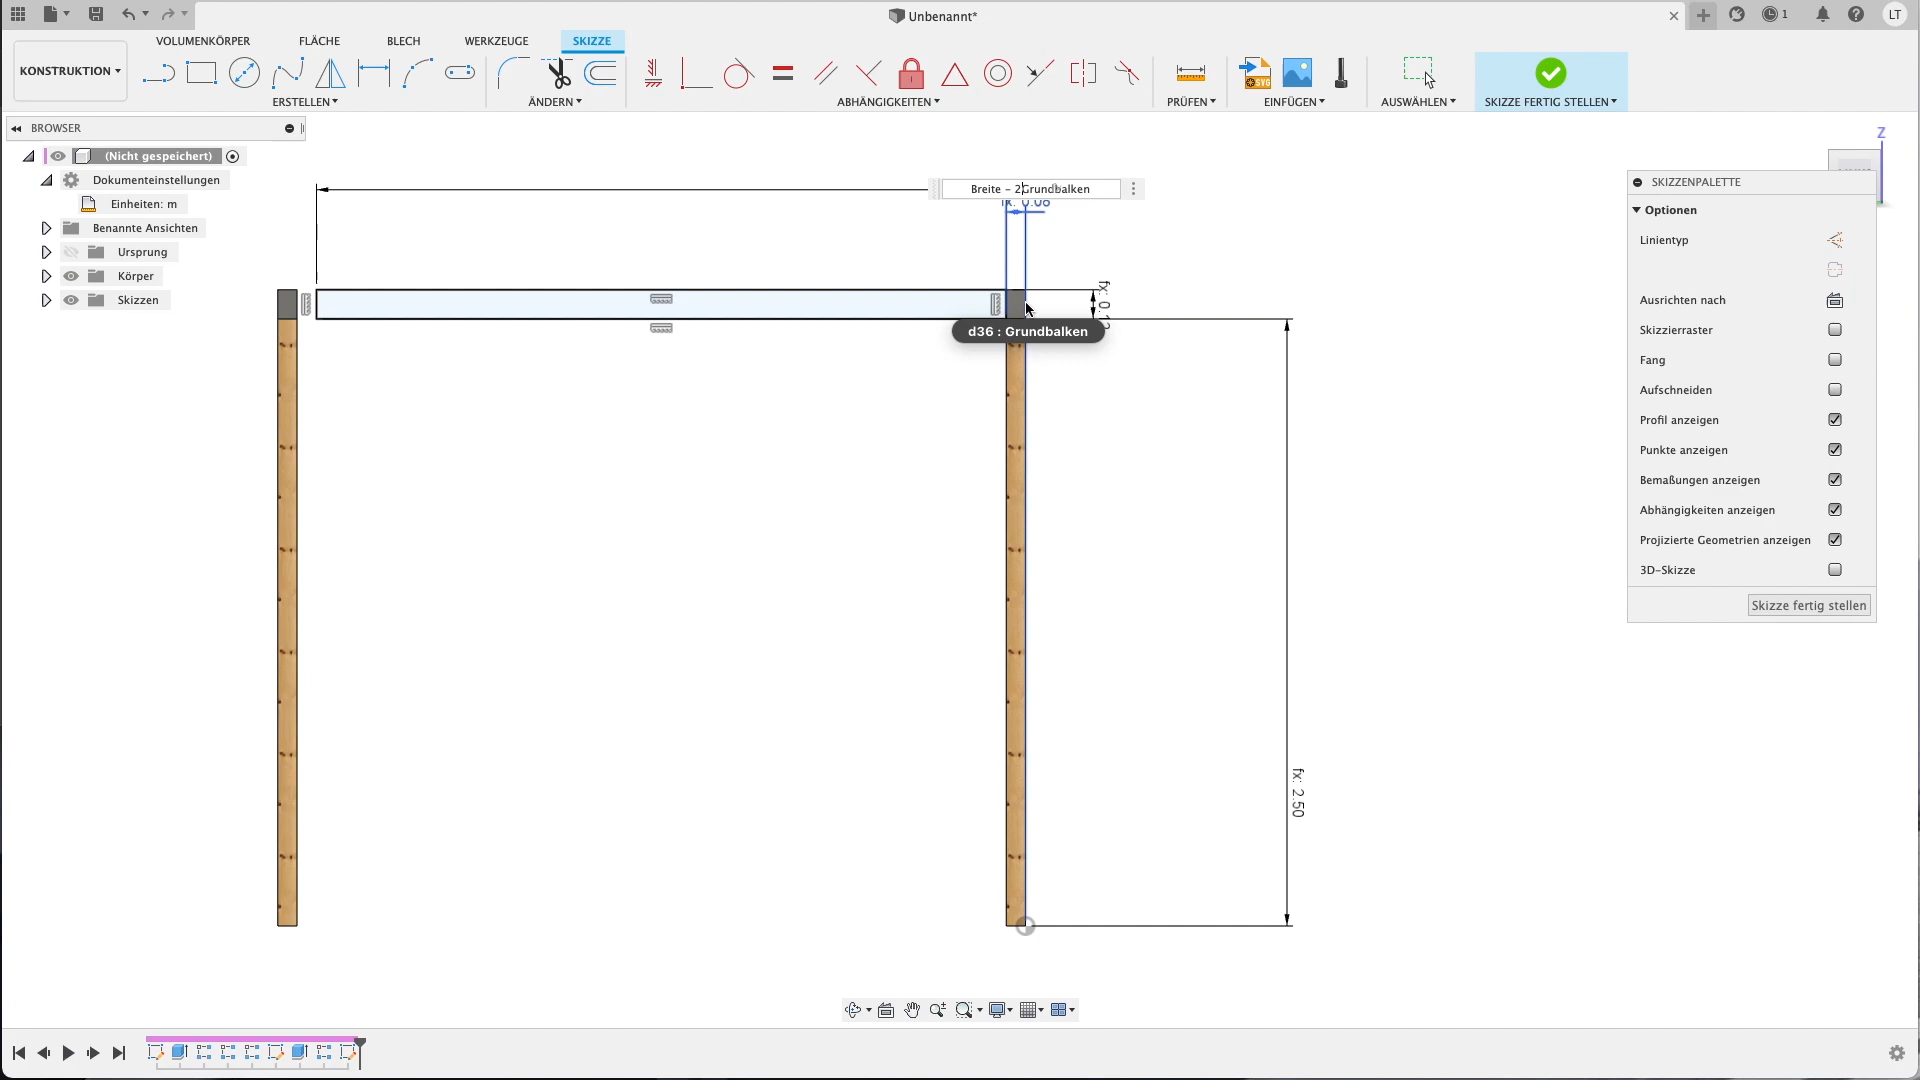 Unbenannt*
1
LT
KONSTRUKTION
VOLUMENKÖRPER
FLÄCHE
BLECH
WERKZEUGE
SKIZZE
ERSTELLEN
ÄNDERN
ABHÄNGIGKEITEN
PRÜFEN
EINFÜGEN
AUSWÄHLEN
SKIZZE FERTIG STELLEN
BROWSER
(Nicht gespeichert)
Dokumenteinstellungen
Einheiten: m
Benannte Ansichten
Ursprung
Körper
Skizzen
Breite - 2Grundbalken
fx: 0.08
d36 : Grundbalken
fx: 2.50
Z
SKIZZENPALETTE
Optionen
Linientyp
Ausrichten nach
Skizzierraster
Fang
Aufschneiden
Profil anzeigen
Punkte anzeigen
Bemaßungen anzeigen
Abhängigkeiten anzeigen
Projizierte Geometrien anzeigen
3D-Skizze
Skizze fertig stellen